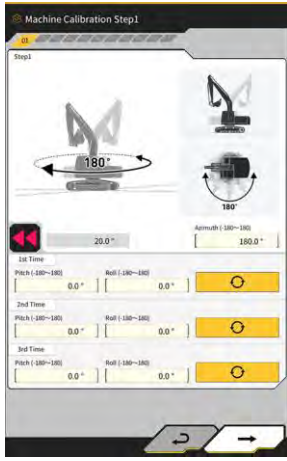 Machine Calibration Step1
01
Step1
180°
180°
20.0 °
Azimuth (-180~180)
180.0 °
1st Time
Pitch (-180~180) Roll (-180~180)
0.0 ° 0.0 °
2nd Time
Pitch (-180~180) Roll (-180~180)
0.0 ° 0.0 °
3rd Time
Pitch (-180~180) Roll (-180~180)
0.0 ° 0.0 °